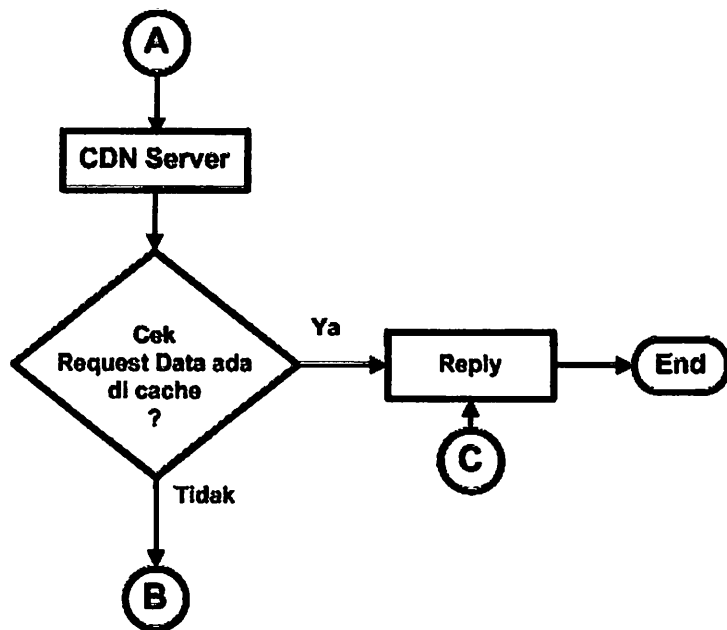 A
CDN Server
Cek
Request Data ada
di cache
?
Ya
Reply
End
C
Tidak
B